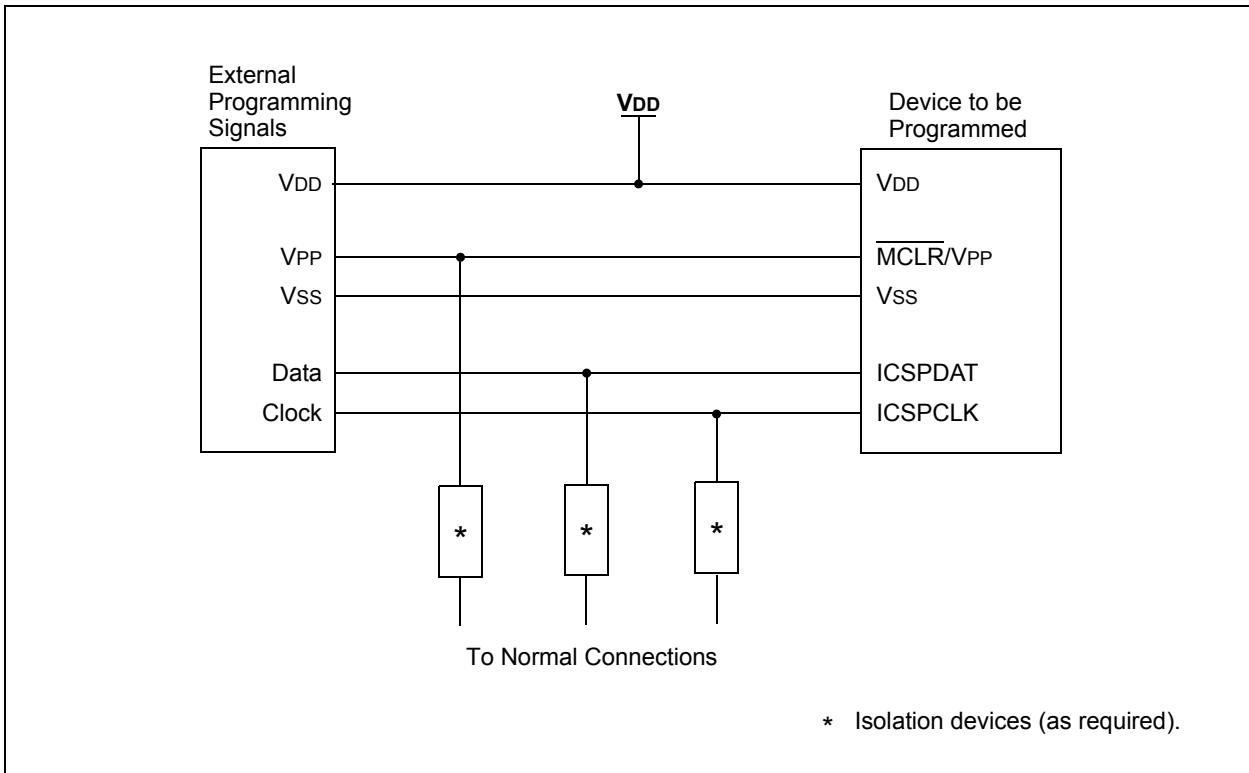 External
Programming
Signals
VDD
Device to be
Programmed
VDD
VDD
VPP
MCLR/VPP
VSS
VSS
Data
ICSPDAT
Clock
ICSPCLK
*
*
*
To Normal Connections
* Isolation devices (as required).